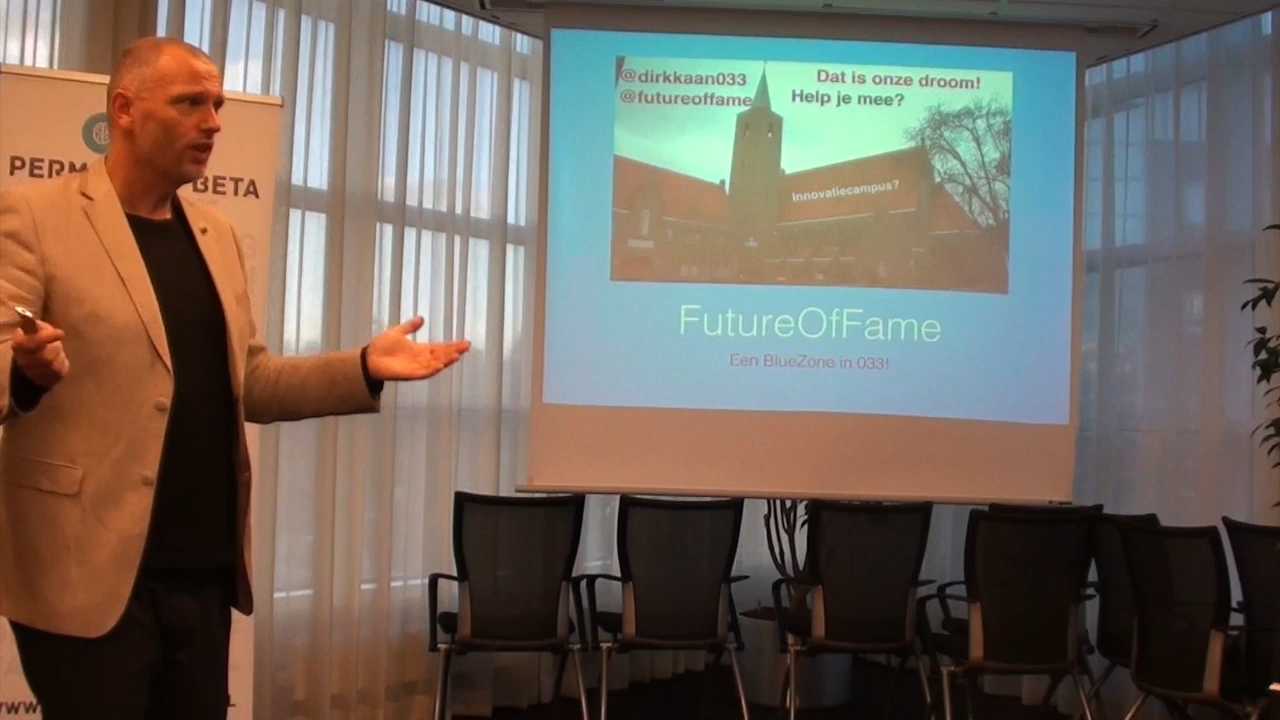 PERM BETA
@dirkkaan033
@futureoffame
Dat is onze droom!
Help je mee?
Innovatiecampus?
FutureOfFame
Een BlueZone in 033!